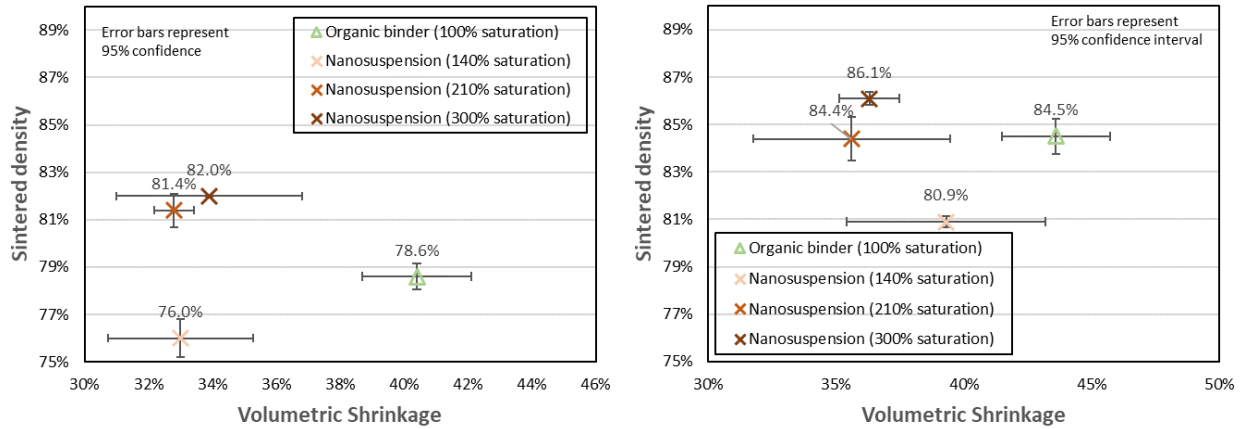 89%
87%
85%
83%
81%
79%
77%
75%
Sintered density
Error bars represent
95% confidence
Organic binder (100% saturation)
Nanosuspension (140% saturation)
Nanosuspension (210% saturation)
Nanosuspension (300% saturation)
82.0%
81.4%
78.6%
76.0%
30%
32%
34%
36%
38%
40%
42%
44%
46%
Volumetric Shrinkage
89%
87%
85%
83%
81%
79%
77%
75%
Sintered density
Error bars represent
95% confidence interval
86.1%
84.4%
84.5%
80.9%
Organic binder (100% saturation)
Nanosuspension (140% saturation)
Nanosuspension (210% saturation)
Nanosuspension (300% saturation)
30%
35%
40%
45%
50%
Volumetric Shrinkage